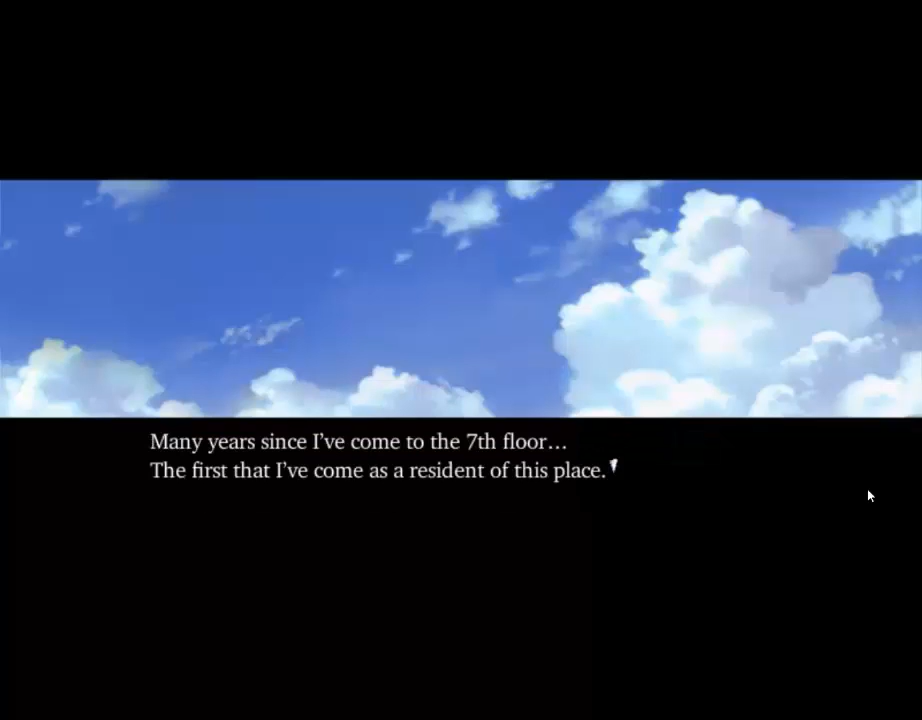 Many years since I’ve come to the 7th floor…
The first that I’ve come as a resident of this place.